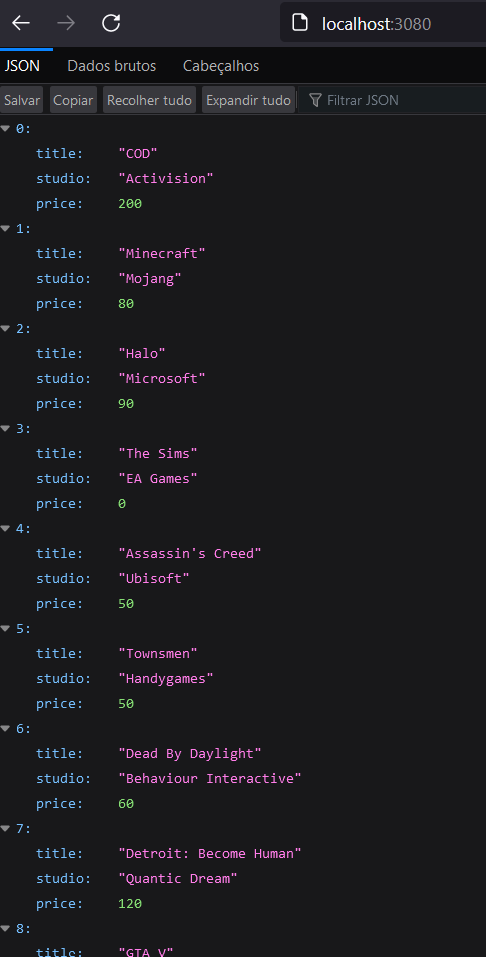 localhost:3080
JSON Dados brutos Cabeçalhos
Salvar Copiar Recolher tudo Expandir tudo Filtrar JSON
0:
title: "COD"
studio: "Activision"
price: 200
1:
title: "Minecraft"
studio: "Mojang"
price: 80
2:
title: "Halo"
studio: "Microsoft"
price: 90
3:
title: "The Sims"
studio: "EA Games"
price: 0
4:
title: "Assassin's Creed"
studio: "Ubisoft"
price: 50
5:
title: "Townsmen"
studio: "Handygames"
price: 50
6:
title: "Dead By Daylight"
studio: "Behaviour Interactive"
price: 60
7:
title: "Detroit: Become Human"
studio: "Quantic Dream"
price: 120
8:
title: "GTA V"